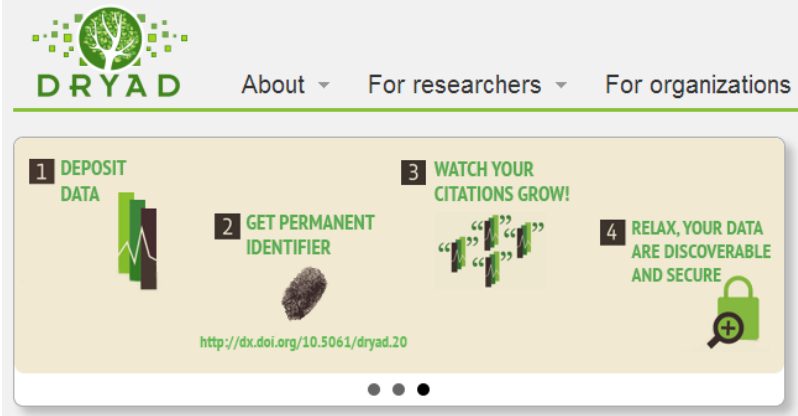 DRYAD
About
For researchers
For organizations
1 DEPOSIT
DATA
2 GET PERMANENT
IDENTIFIER
http://dx.doi.org/10.5061/dryad.20
3 WATCH YOUR
CITATIONS GROW!
4 RELAX, YOUR DATA
ARE DISCOVERABLE
AND SECURE